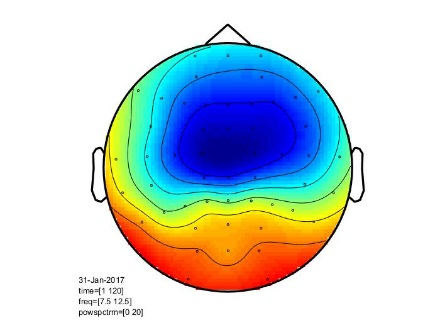 31-Jan-2017
time=[1 120]
freq=[7.5 12.5]
powspctrm=[0 20]